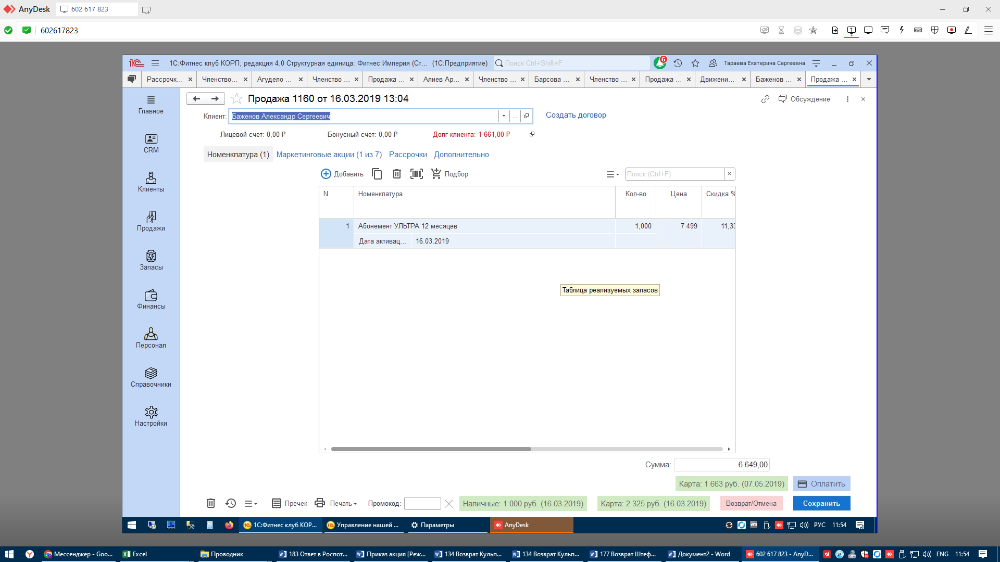 AnyDesk 602 617 823
602617823
1С:Фитнес клуб КОРП, редакция 4.0 Структурная единица: Фитнес Империя (Ст... (1С:Предприятие) Поиск Ctrl+Shift+F 6 Тараева Екатерина Сергеевна
Рассрочк... Членство... Агудело ... Членство ... Продажа ... Алиев Ар... Членство ... Барсова ... Членство ... Продажа ... Движени... Баженов ... Продажа ...
Главное
CRM
Клиенты
Продажи
Запасы
Финансы
Персонал
Справочники
Настройки
Продажа 1160 от 16.03.2019 13:04
Обсуждение
Клиент: Баженов Александр Сергеевич ... Создать договор
Лицевой счет: 0,00 ₽ Бонусный счет: 0,00 ₽ Долг клиента: 1 661,00 ₽
Номенклатура (1) Маркетинговые акции (1 из 7) Рассрочки Дополнительно
Добавить Подбор Поиск (Ctrl+F)
N Номенклатура Кол-во Цена Скидка %
1 Абонемент УЛЬТРА 12 месяцев 1,000 7 499 11,33
Дата активац... 16.03.2019
Таблица реализуемых запасов
Сумма: 6 649,00
Карта: 1 663 руб. (07.05.2019) Оплатить
Пречек Печать Промокод: Наличные: 1 000 руб. (16.03.2019) Карта: 2 325 руб. (16.03.2019) Возврат/Отмена Сохранить
1С:Фитнес клуб КОР... Управление нашей ... Параметры AnyDesk РУС 11:54
Мессенджер - Goo... Excel Проводник 183 Ответ в Роспот... Приказ акция [Реж... 134 Возврат Кульп... 134 Возврат Кульп... 177 Возврат Штеф... Документ2 - Word 602 617 823 - AnyD... ENG 11:54